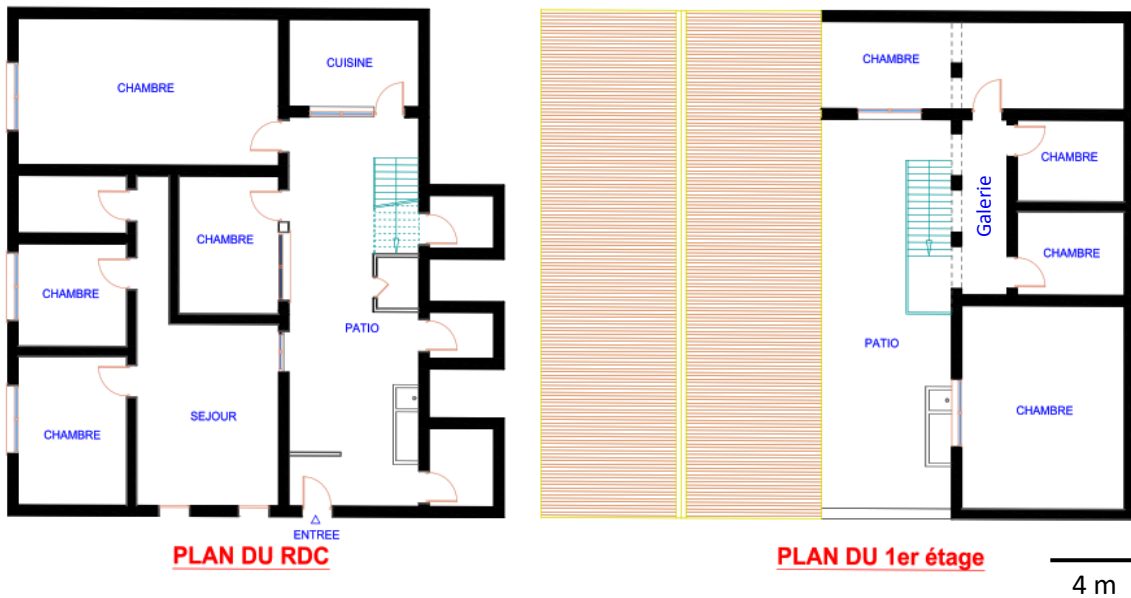 CHAMBRE
CUISINE
CHAMBRE
CHAMBRE
PATIO
SEJOUR
CHAMBRE
ENTREE
PLAN DU RDC
CHAMBRE
CHAMBRE
Galerie
CHAMBRE
PATIO
CHAMBRE
PLAN DU 1er étage
4 m